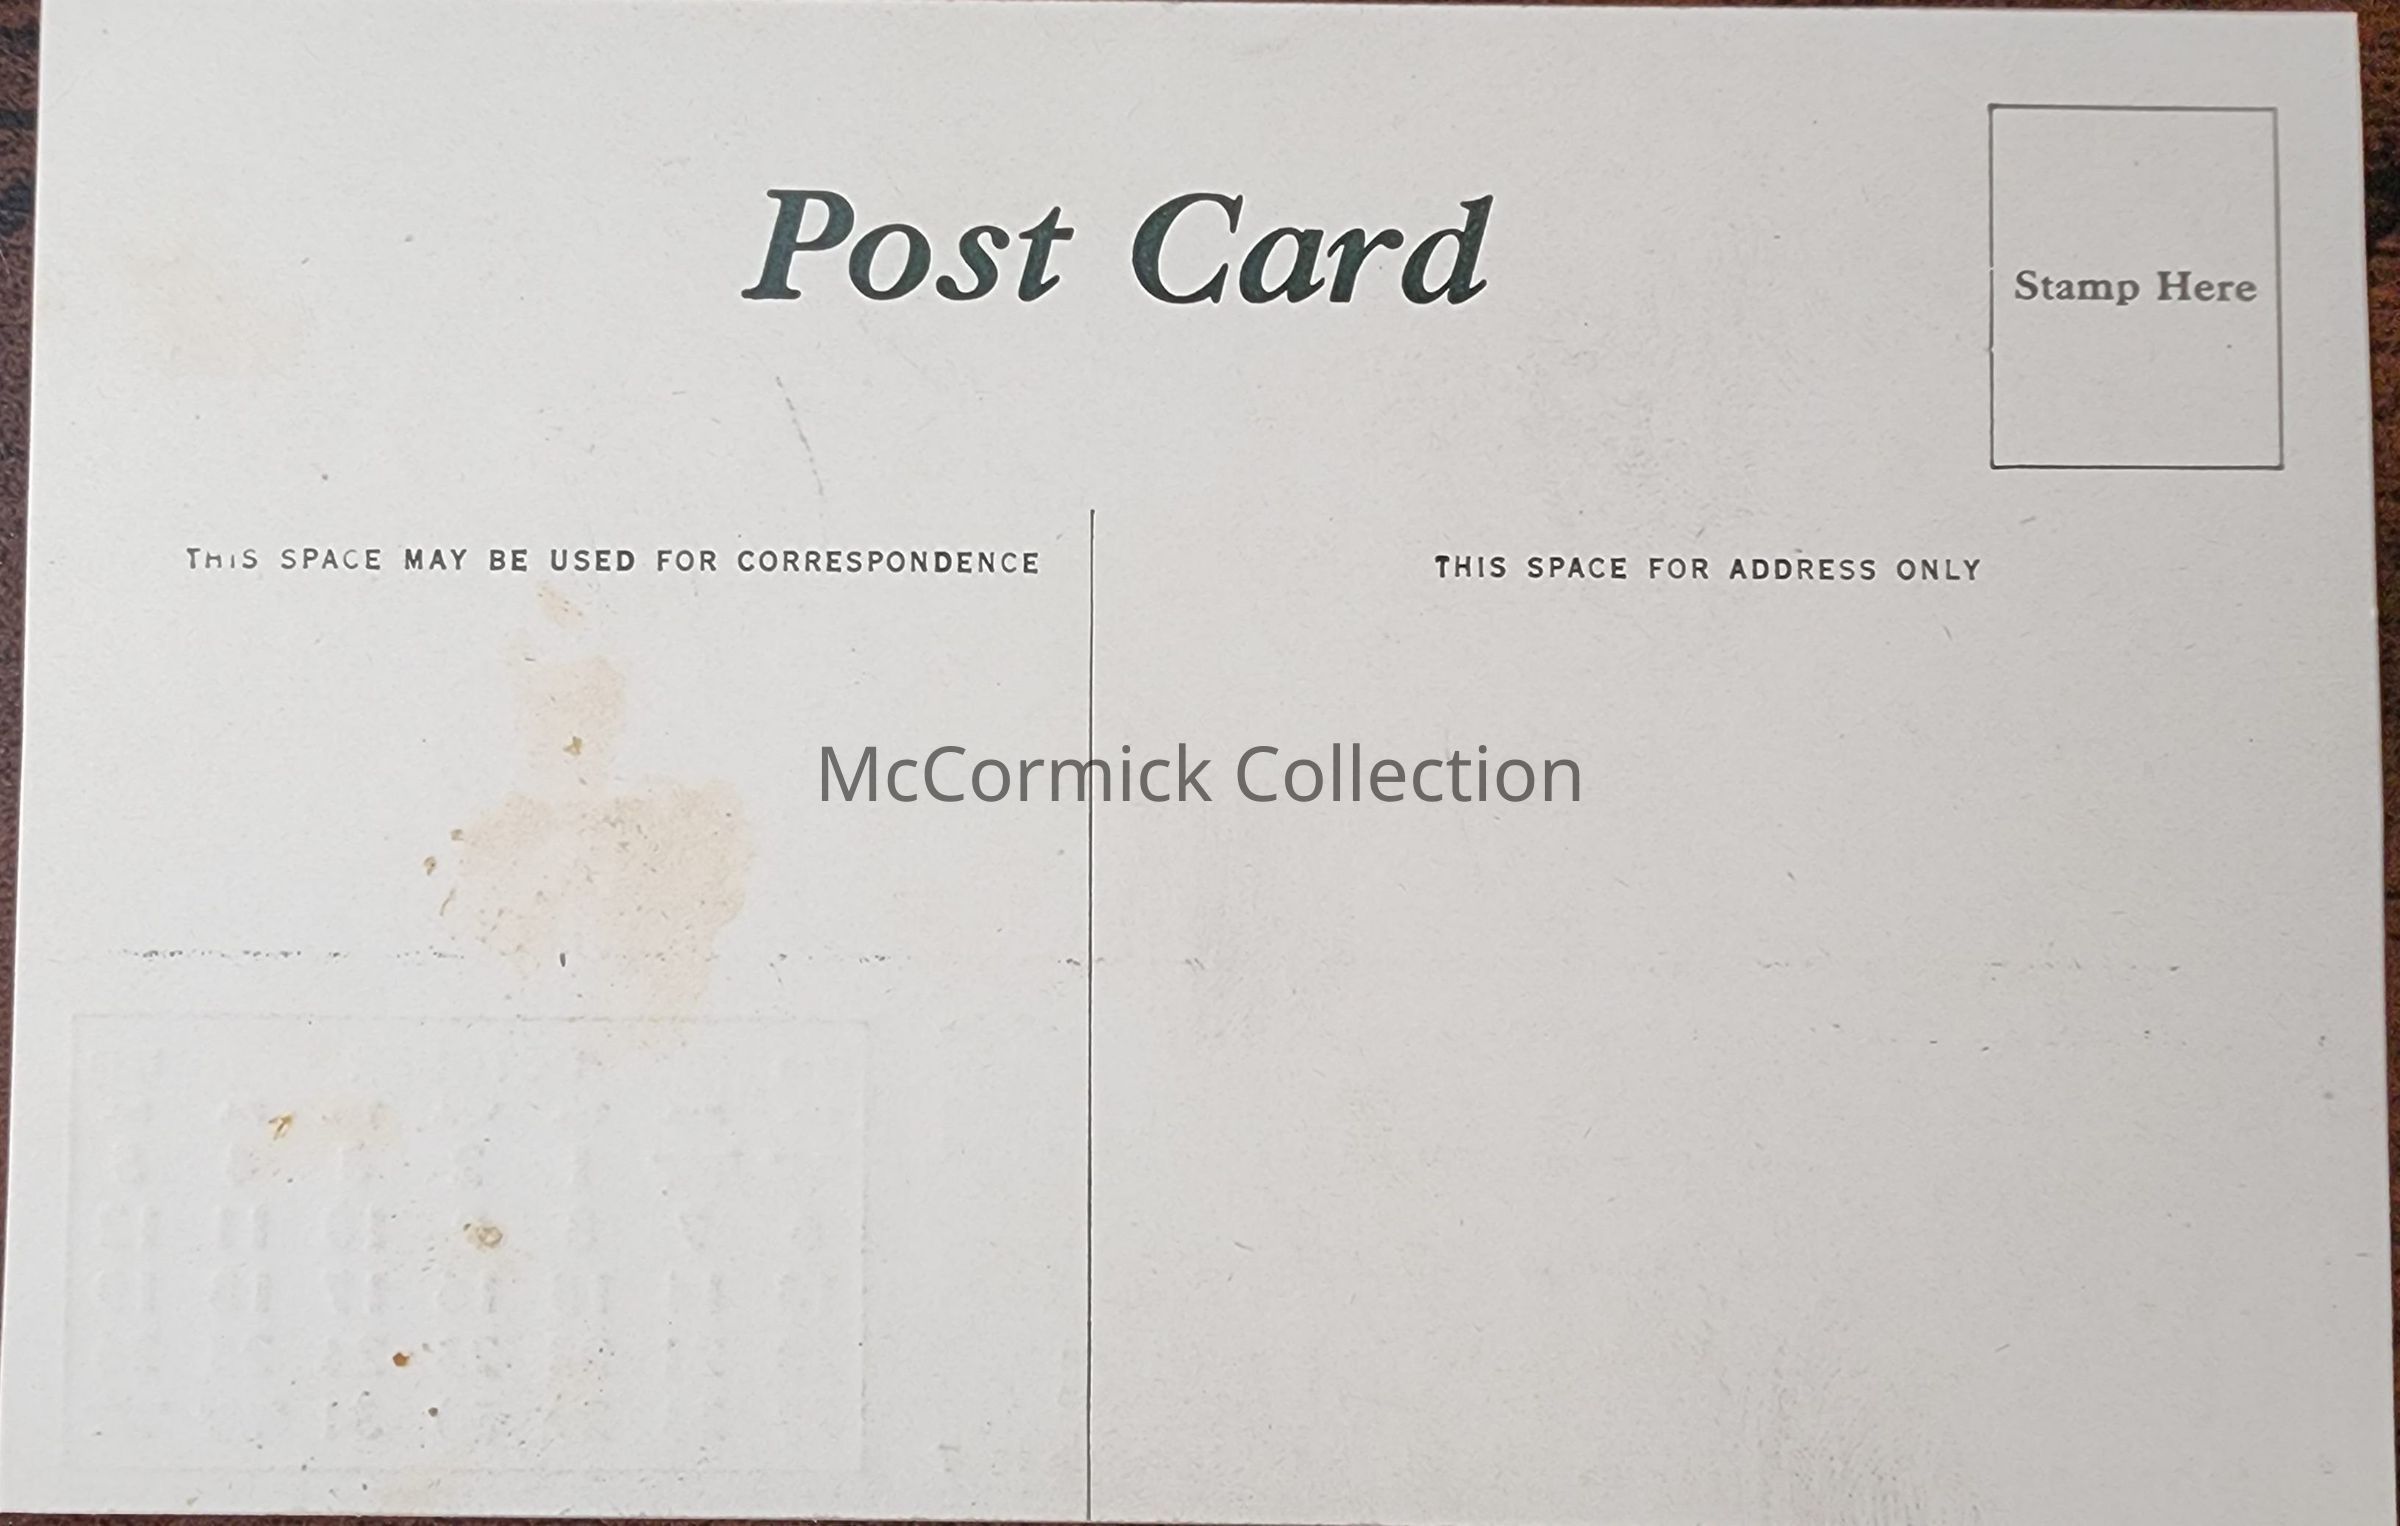 Post Card
Stamp Here
THIS SPACE MAY BE USED FOR CORRESPONDENCE
THIS SPACE FOR ADDRESS ONLY
McCormick Collection